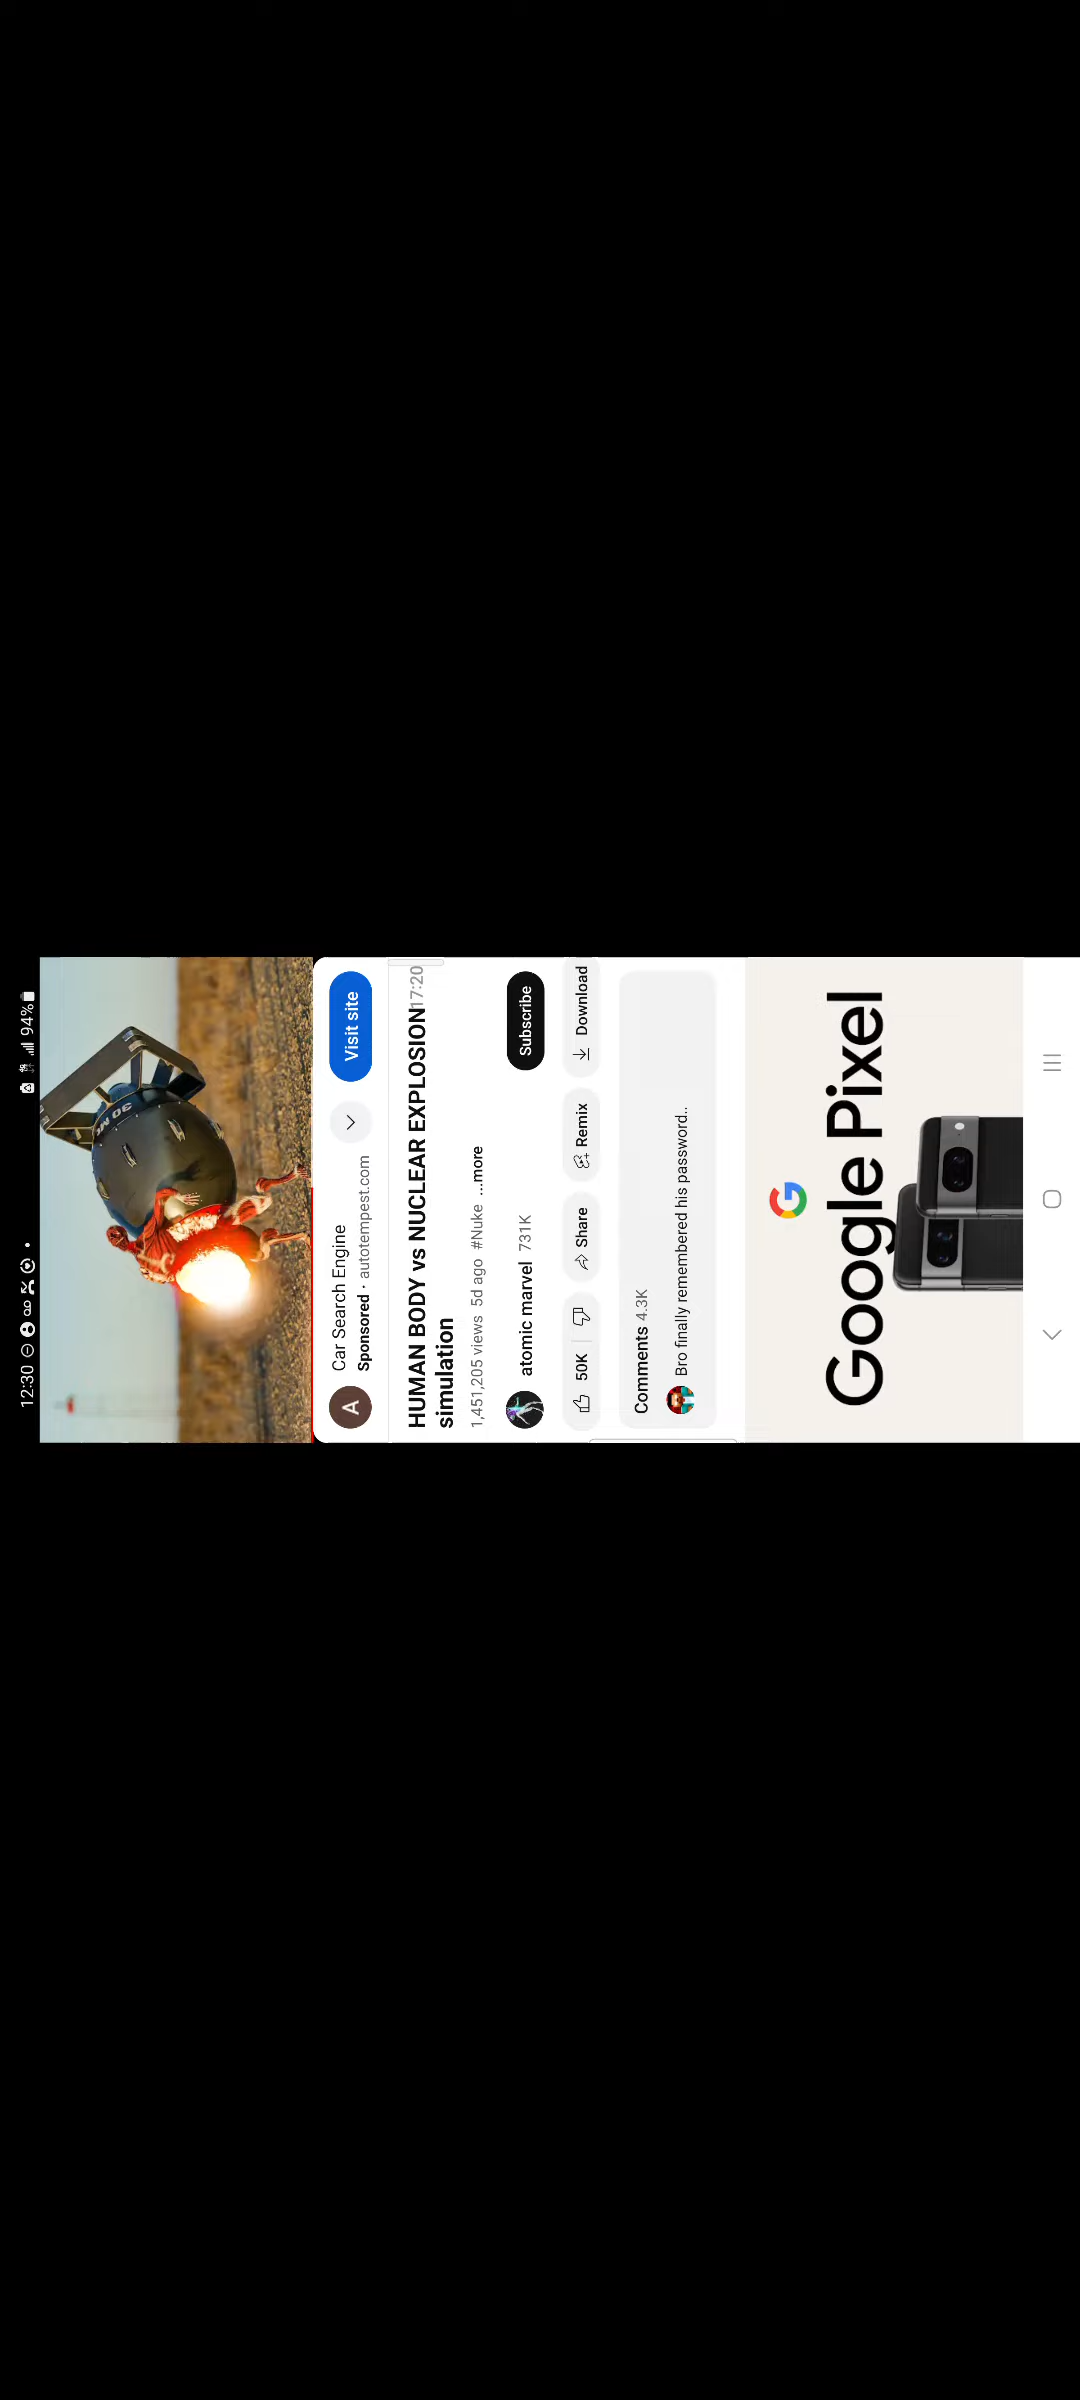 12:30
94%
30 MC
Car Search Engine
Sponsored · autotempest.com
Visit site
HUMAN BODY vs NUCLEAR EXPLOSION
17:20
simulation
1,451,205 views 5d ago #Nuke ...more
atomic marvel 731K
Subscribe
50K
Share
Remix
Download
Comments 4.3K
Bro finally remembered his password..
Google Pixel